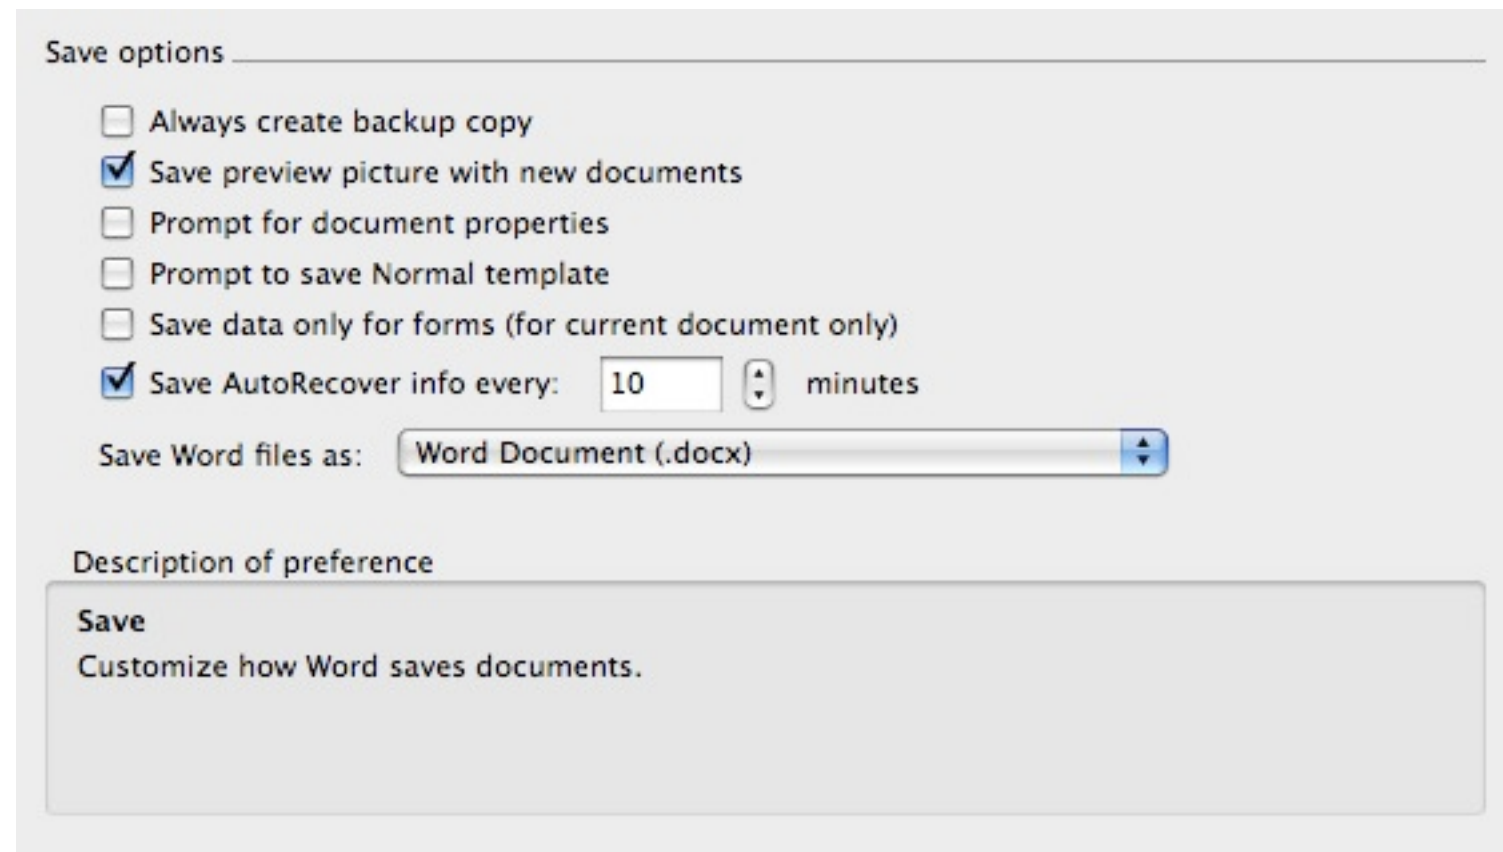 Save options
Always create backup copy
Save preview picture with new documents
Prompt for document properties
Prompt to save Normal template
Save data only for forms (for current document only)
Save AutoRecover info every: 10 minutes
Save Word files as: Word Document (.docx)
Description of preference
Save
Customize how Word saves documents.